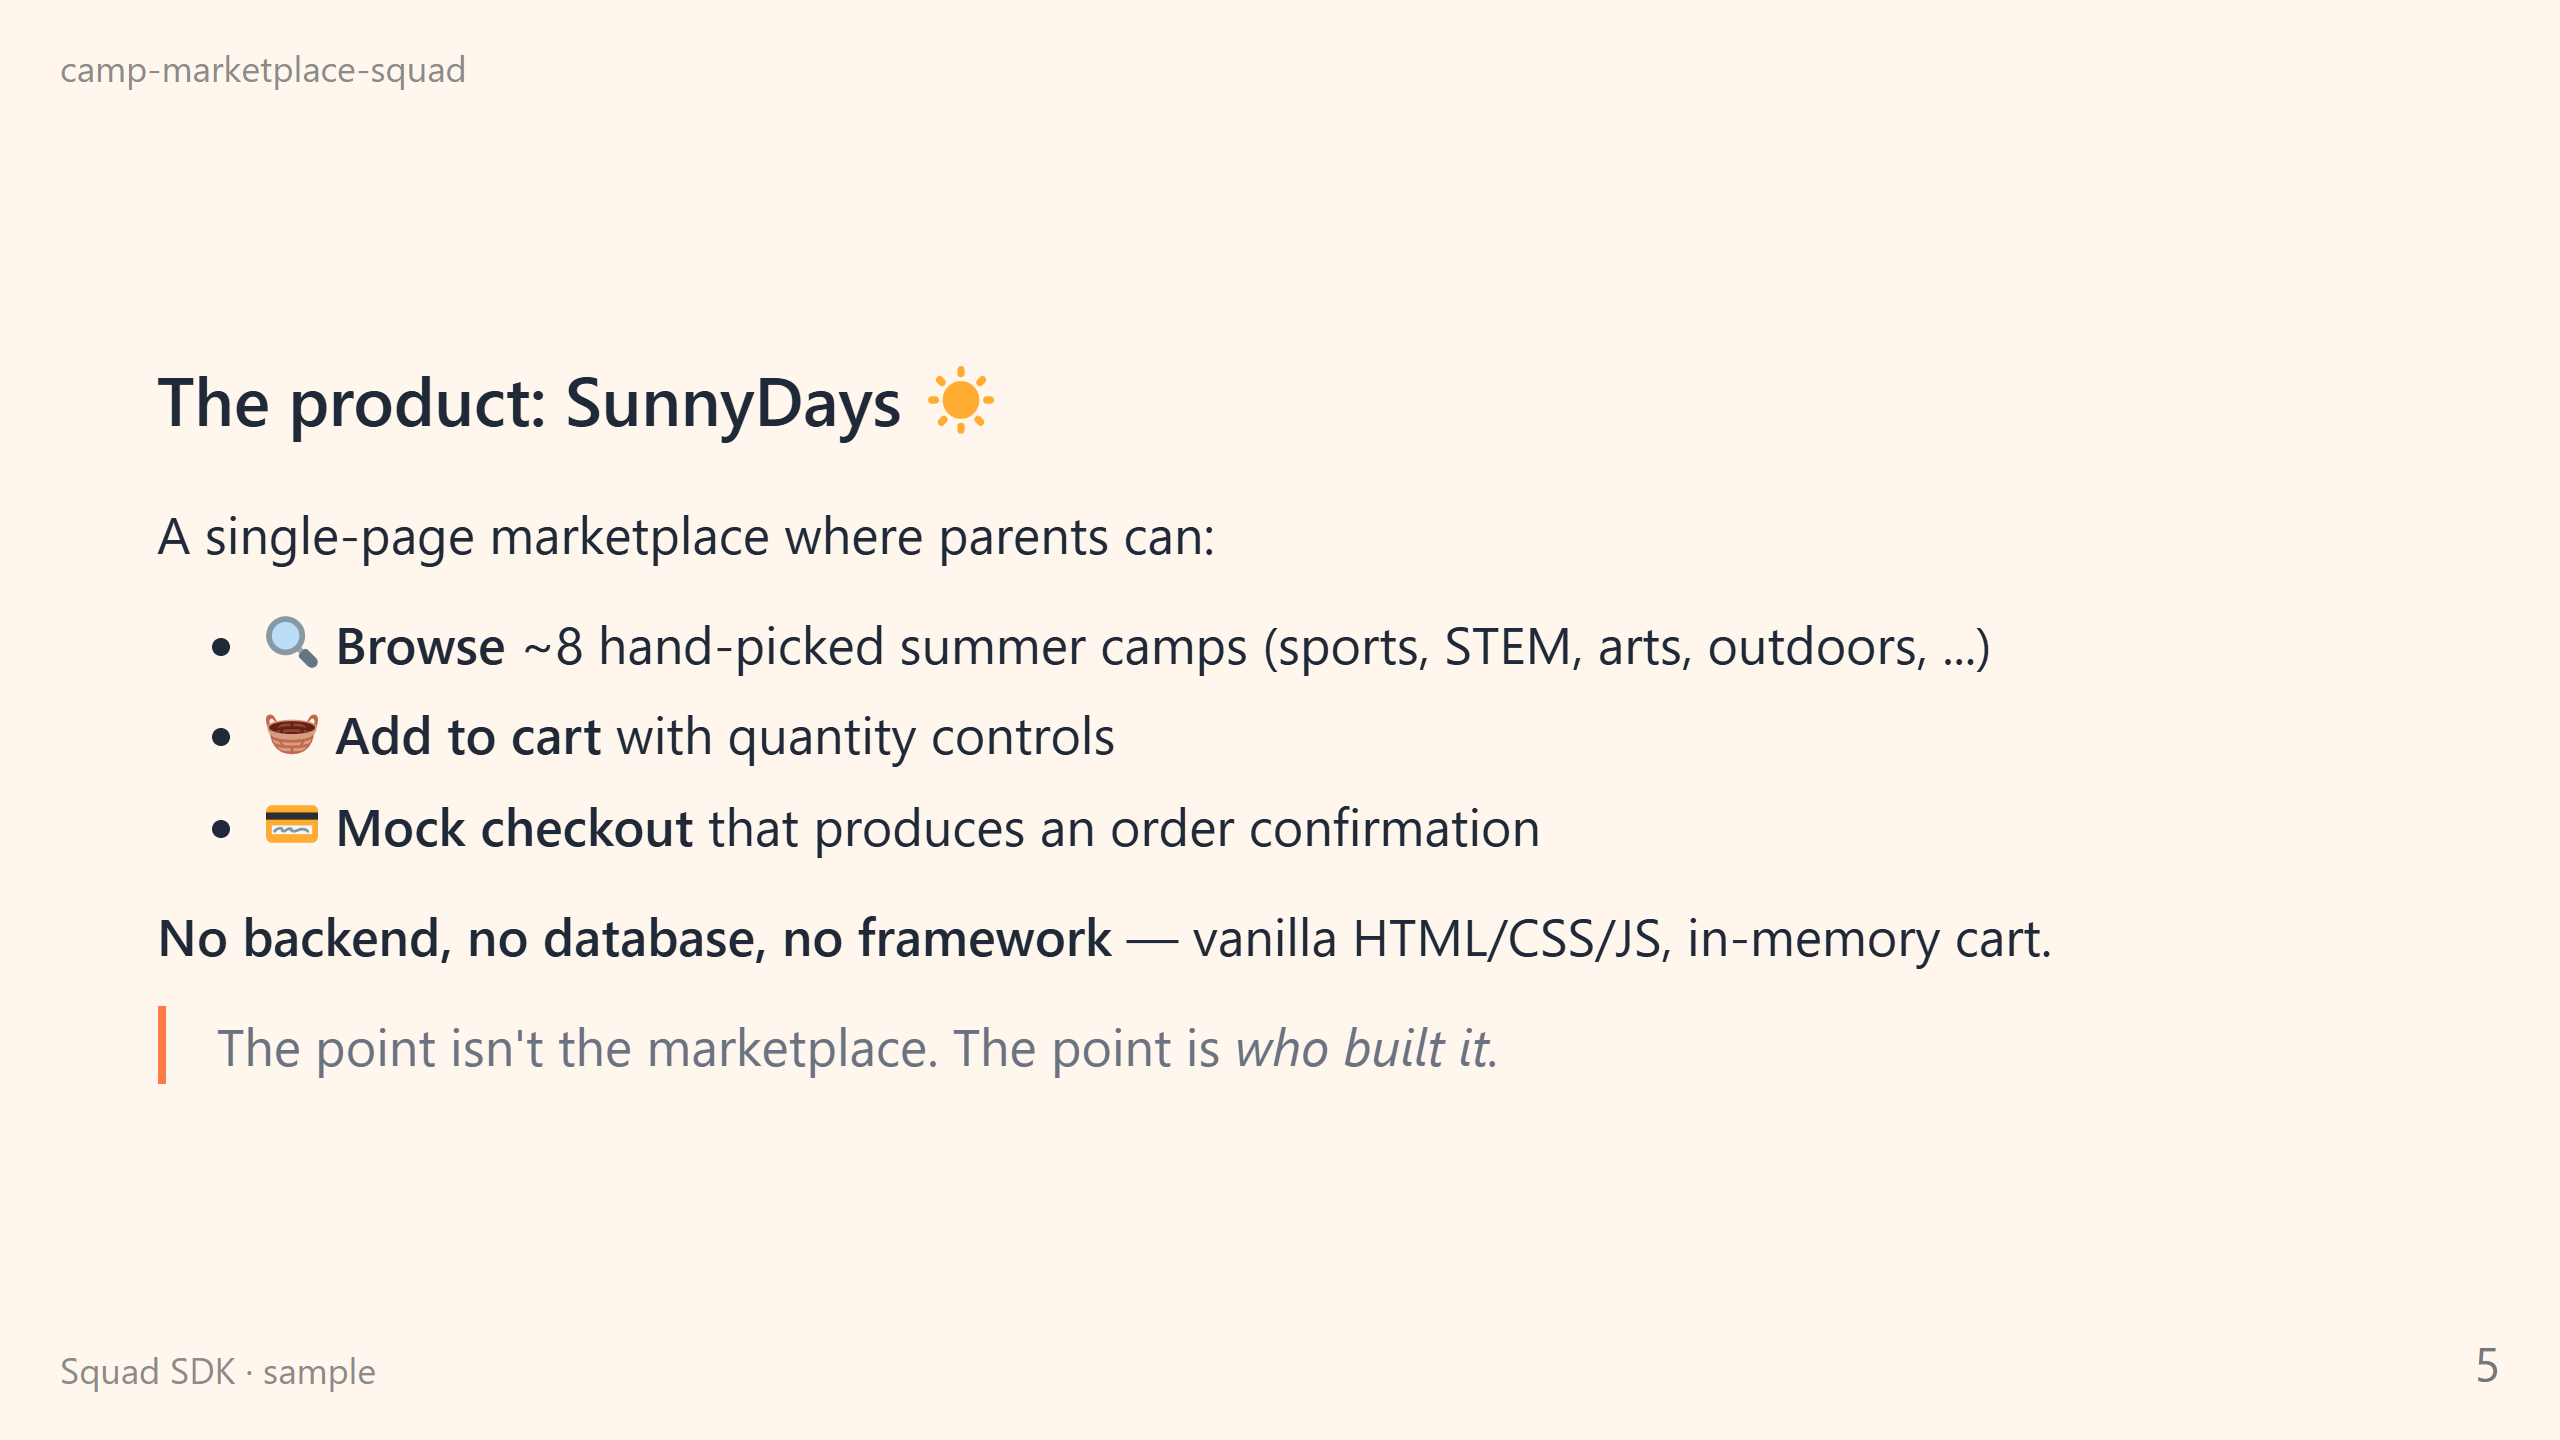 camp-marketplace-squad
The product: SunnyDays ☀️
A single-page marketplace where parents can:
• 🔍 Browse ~8 hand-picked summer camps (sports, STEM, arts, outdoors, ...)
• 🧺 Add to cart with quantity controls
• 💳 Mock checkout that produces an order confirmation
No backend, no database, no framework — vanilla HTML/CSS/JS, in-memory cart.
The point isn't the marketplace. The point is who built it.
Squad SDK · sample
5